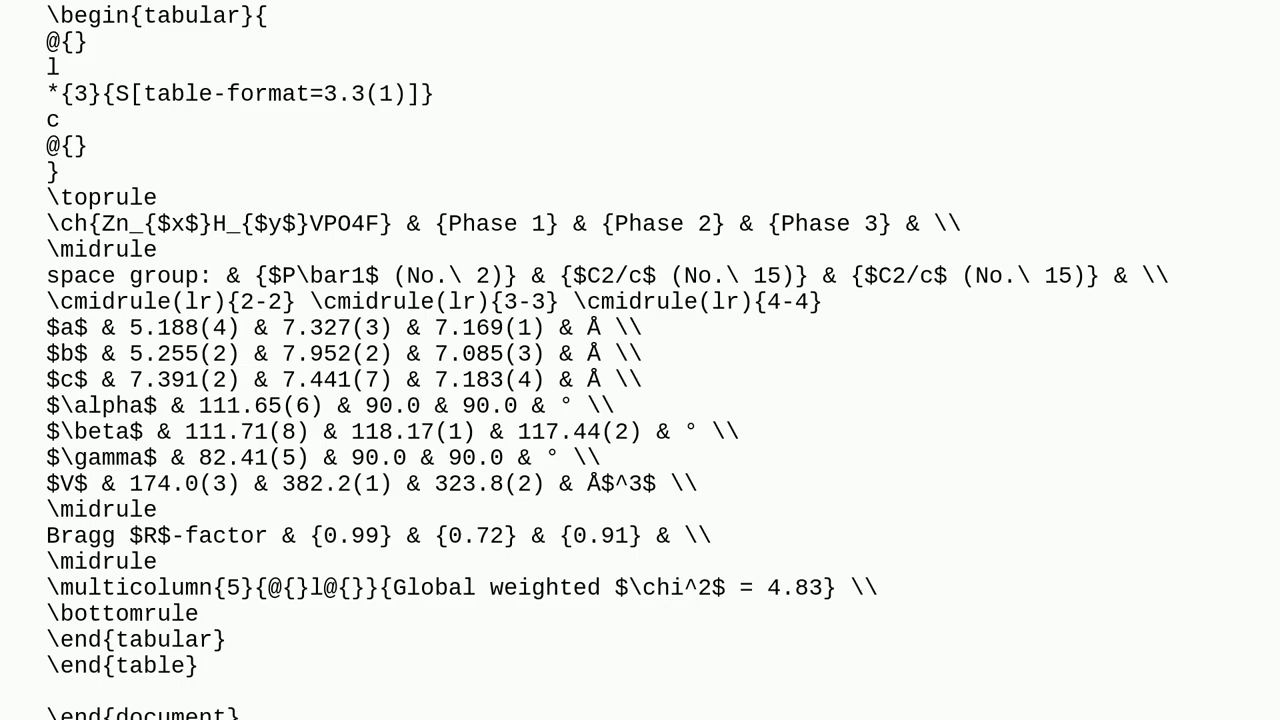 \begin{tabular}{
@{}
l
*{3}{S[table-format=3.3(1)]}
c
@{}
}
\toprule
\ch{Zn_{$x$}H_{$y$}VPO4F} & {Phase 1} & {Phase 2} & {Phase 3} & \\
\midrule
space group: & {$P\bar1$ (No.\ 2)} & {$C2/c$ (No.\ 15)} & {$C2/c$ (No.\ 15)} & \\
\cmidrule(lr){2-2} \cmidrule(lr){3-3} \cmidrule(lr){4-4}
$a$ & 5.188(4) & 7.327(3) & 7.169(1) & Å \\
$b$ & 5.255(2) & 7.952(2) & 7.085(3) & Å \\
$c$ & 7.391(2) & 7.441(7) & 7.183(4) & Å \\
$\alpha$ & 111.65(6) & 90.0 & 90.0 & ° \\
$\beta$ & 111.71(8) & 118.17(1) & 117.44(2) & ° \\
$\gamma$ & 82.41(5) & 90.0 & 90.0 & ° \\
$V$ & 174.0(3) & 382.2(1) & 323.8(2) & Å$^3$ \\
\midrule
Bragg $R$-factor & {0.99} & {0.72} & {0.91} & \\
\midrule
\multicolumn{5}{@{}l@{}}{Global weighted $\chi^2$ = 4.83} \\
\bottomrule
\end{tabular}
\end{table}
\end{document}